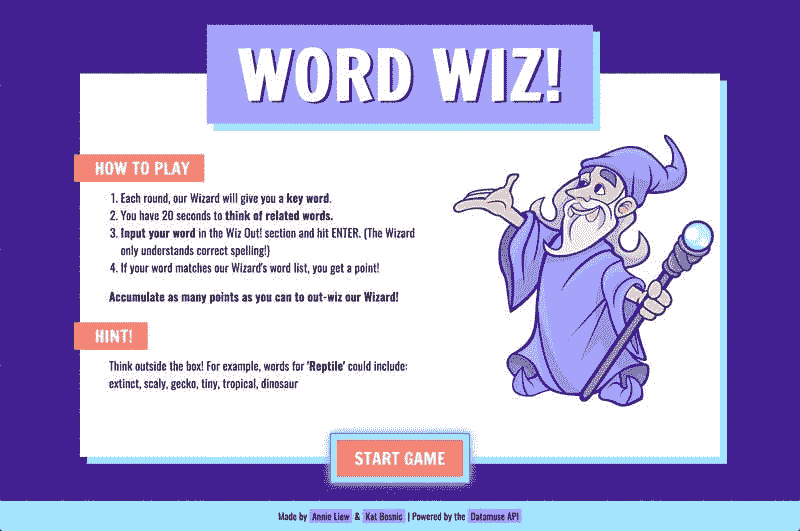 WORD WIZ!
HOW TO PLAY
1. Each round, our Wizard will give you a key word.
2. You have 20 seconds to think of related words.
3. Input your word in the Wiz Out! section and hit ENTER. (The Wizard
only understands correct spelling!)
4. If your word matches our Wizard's word list, you get a point!
Accumulate as many points as you can to out-wiz our Wizard!
HINT!
Think outside the box! For example, words for 'Reptile' could include:
extinct, scaly, gecko, tiny, tropical, dinosaur
START GAME
Made by Annie Liew & Kat Bosnic | Powered by the Datamuse API